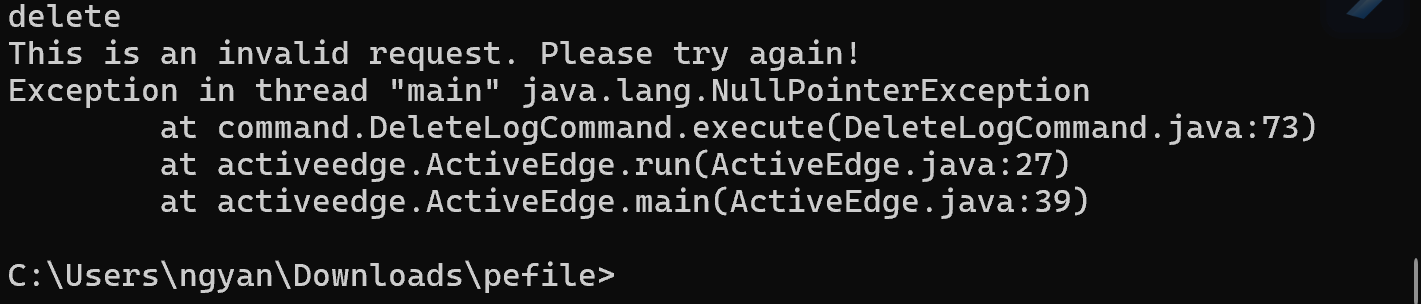 delete
This is an invalid request. Please try again!
Exception in thread "main" java.lang.NullPointerException
        at command.DeleteLogCommand.execute(DeleteLogCommand.java:73)
        at activeedge.ActiveEdge.run(ActiveEdge.java:27)
        at activeedge.ActiveEdge.main(ActiveEdge.java:39)
C:\Users\ngyan\Downloads\pefile>